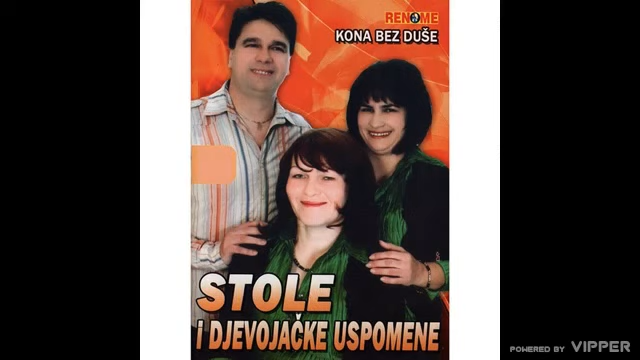 RENOME
KONA BEZ DUŠE
STOLE
I DJEVOJAČKE USPOMENE
POWERED BY VIPPER